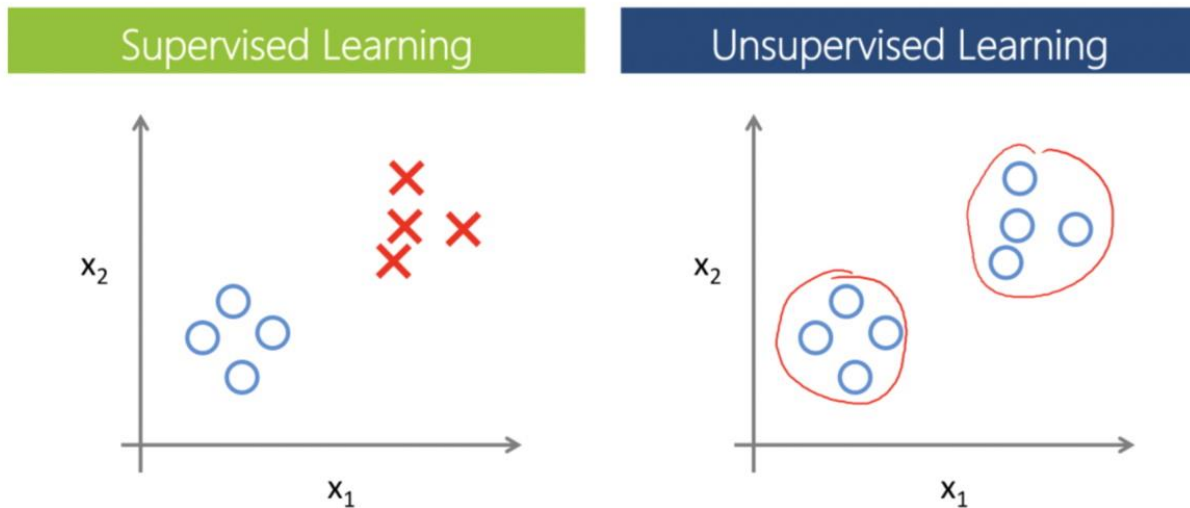 Supervised Learning
Unsupervised Learning
x₂
x₁
x₂
x₁